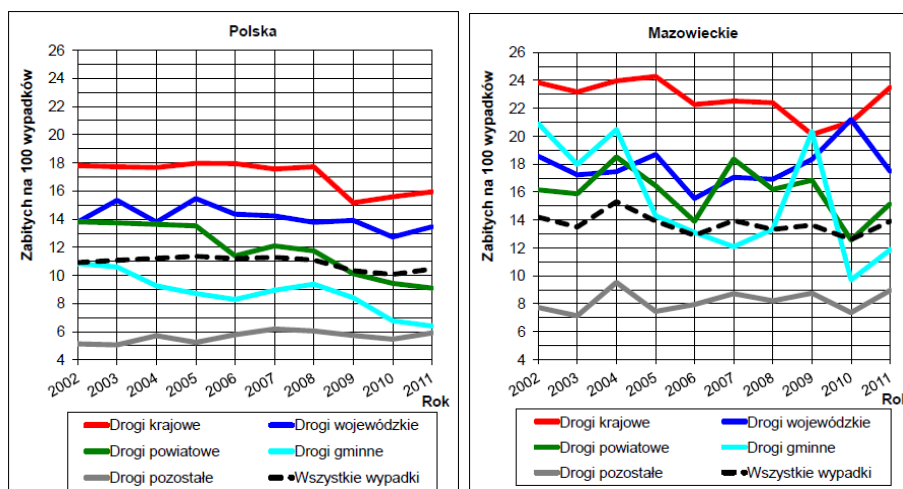 Polska
Zabitych na 100 wypadków
26
24
22
20
18
16
14
12
10
8
6
4
2002
2003
2004
2005
2006
2007
2008
2009
2010
2011
Rok
Drogi krajowe
Drogi wojewódzkie
Drogi powiatowe
Drogi gminne
Drogi pozostałe
Wszystkie wypadki
Mazowieckie
Zabitych na 100 wypadków
26
24
22
20
18
16
14
12
10
8
6
4
2002
2003
2004
2005
2006
2007
2008
2009
2010
2011
Rok
Drogi krajowe
Drogi wojewódzkie
Drogi powiatowe
Drogi gminne
Drogi pozostałe
Wszystkie wypadki